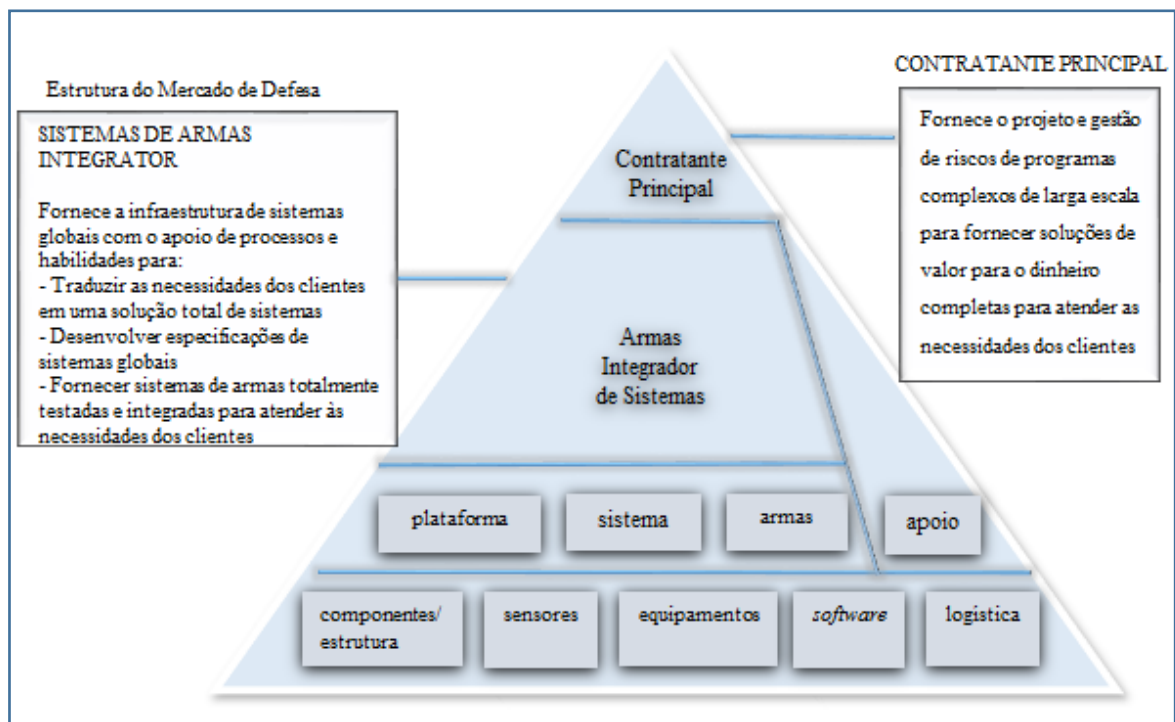 Estrutura do Mercado de Defesa
SISTEMAS DE ARMAS
INTEGRATOR
Fornece a infraestrutura de sistemas
globais com o apoio de processos e
habilidades para:
- Traduzir as necessidades dos clientes
em uma solução total de sistemas
- Desenvolver especificações de
sistemas globais
- Fornecer sistemas de armas totalmente
testadas e integradas para atender às
necessidades dos clientes
CONTRATANTE PRINCIPAL
Fornece o projeto e gestão
de riscos de programas
complexos de larga escala
para fornecer soluções de
valor para o dinheiro
completas para atender as
necessidades dos clientes
Contratante
Principal
Armas
Integrador
de Sistemas
plataforma
sistema
armas
apoio
componentes/
estrutura
sensores
equipamentos
software
logistica